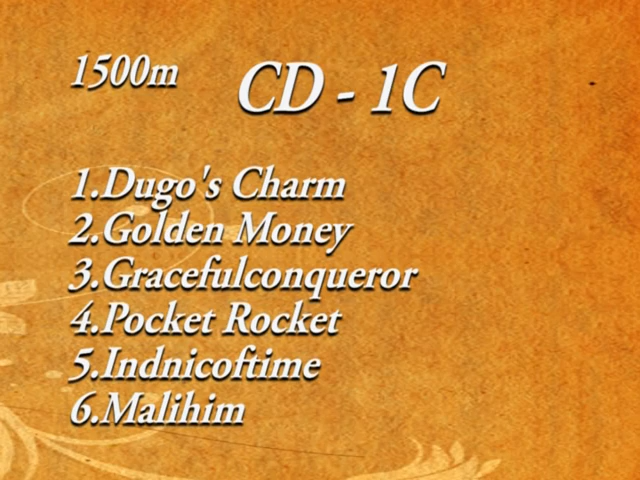 1500m
CD - 1C
1.Dugo's Charm
2.Golden Money
3.Gracefulconqueror
4.Pocket Rocket
5.Indnicoftime
6.Malihim